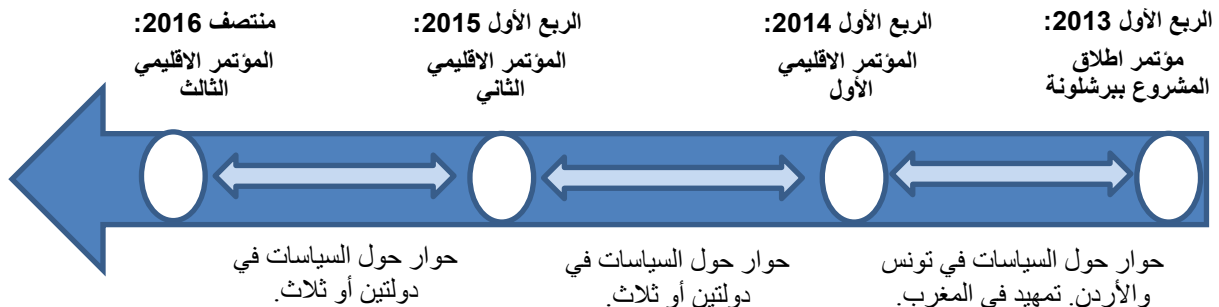 الربع الأول 2013:
مؤتمر اطلاق
المشروع ببرشلونة
الربع الأول 2014:
المؤتمر الاقليمي
الأول
الربع الأول 2015:
المؤتمر الاقليمي
الثاني
منتصف 2016:
المؤتمر الاقليمي
الثالث
حوار حول السياسات في تونس
والأردن. تمهيد في المغرب.
حوار حول السياسات في
دولتين أو ثلاث.
حوار حول السياسات في
دولتين أو ثلاث.